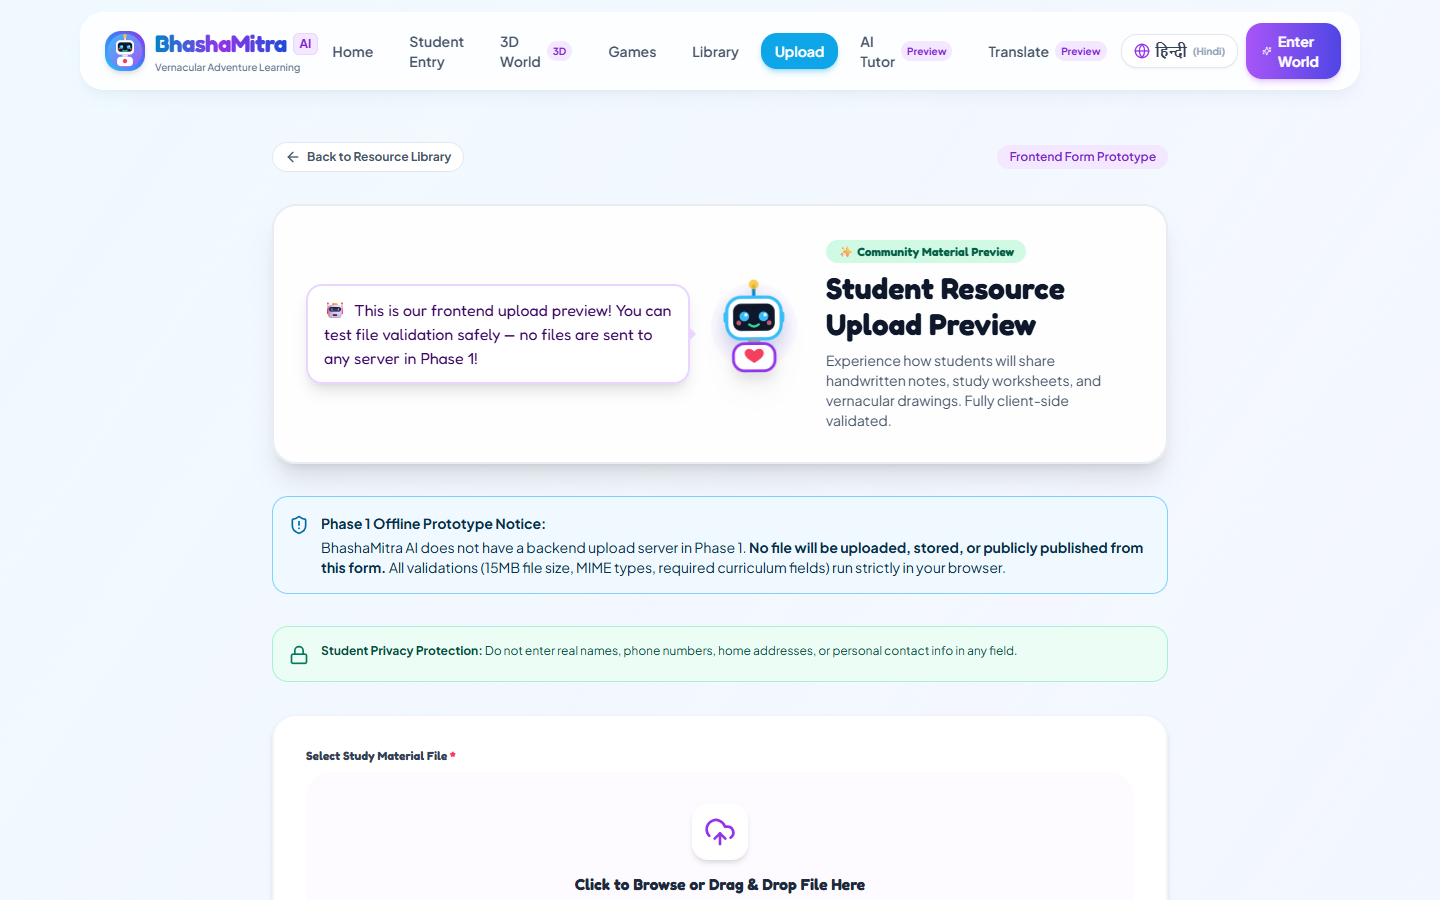 BhashaMitra AI
Vernacular Adventure Learning
Home
Student
Entry
3D
World
3D
Games
Library
Upload
AI
Tutor
Preview
Translate
Preview
हिन्दी (Hindi)
Enter
World
Back to Resource Library
Frontend Form Prototype
This is our frontend upload preview! You can
test file validation safely — no files are sent to
any server in Phase 1!
Community Material Preview
Student Resource
Upload Preview
Experience how students will share
handwritten notes, study worksheets, and
vernacular drawings. Fully client-side
validated.
Phase 1 Offline Prototype Notice:
BhashaMitra AI does not have a backend upload server in Phase 1. No file will be uploaded, stored, or publicly published from
this form. All validations (15MB file size, MIME types, required curriculum fields) run strictly in your browser.
Student Privacy Protection: Do not enter real names, phone numbers, home addresses, or personal contact info in any field.
Select Study Material File *
Click to Browse or Drag & Drop File Here